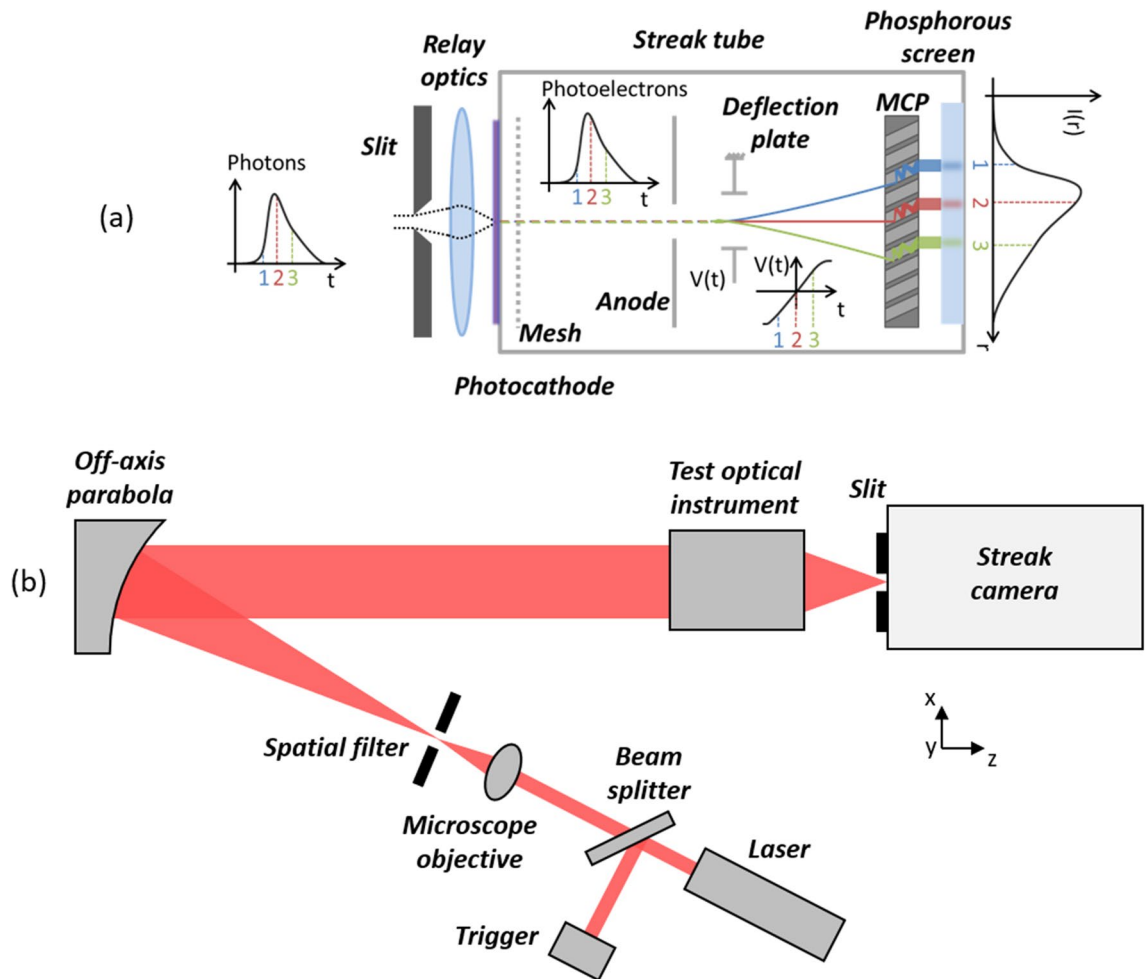 (a)
Photons
1 2 3
t
Slit
Relay
optics
Streak tube
Photoelectrons
1 2 3
t
Mesh
Photocathode
Anode
Deflection
plate
V(t)
V(t)
t
1 2 3
MCP
Phosphorous
screen
I(r)
1
2
3
r
(b)
Off-axis
parabola
Test optical
instrument
Slit
Streak
camera
x
y
z
Spatial filter
Microscope
objective
Beam
splitter
Laser
Trigger